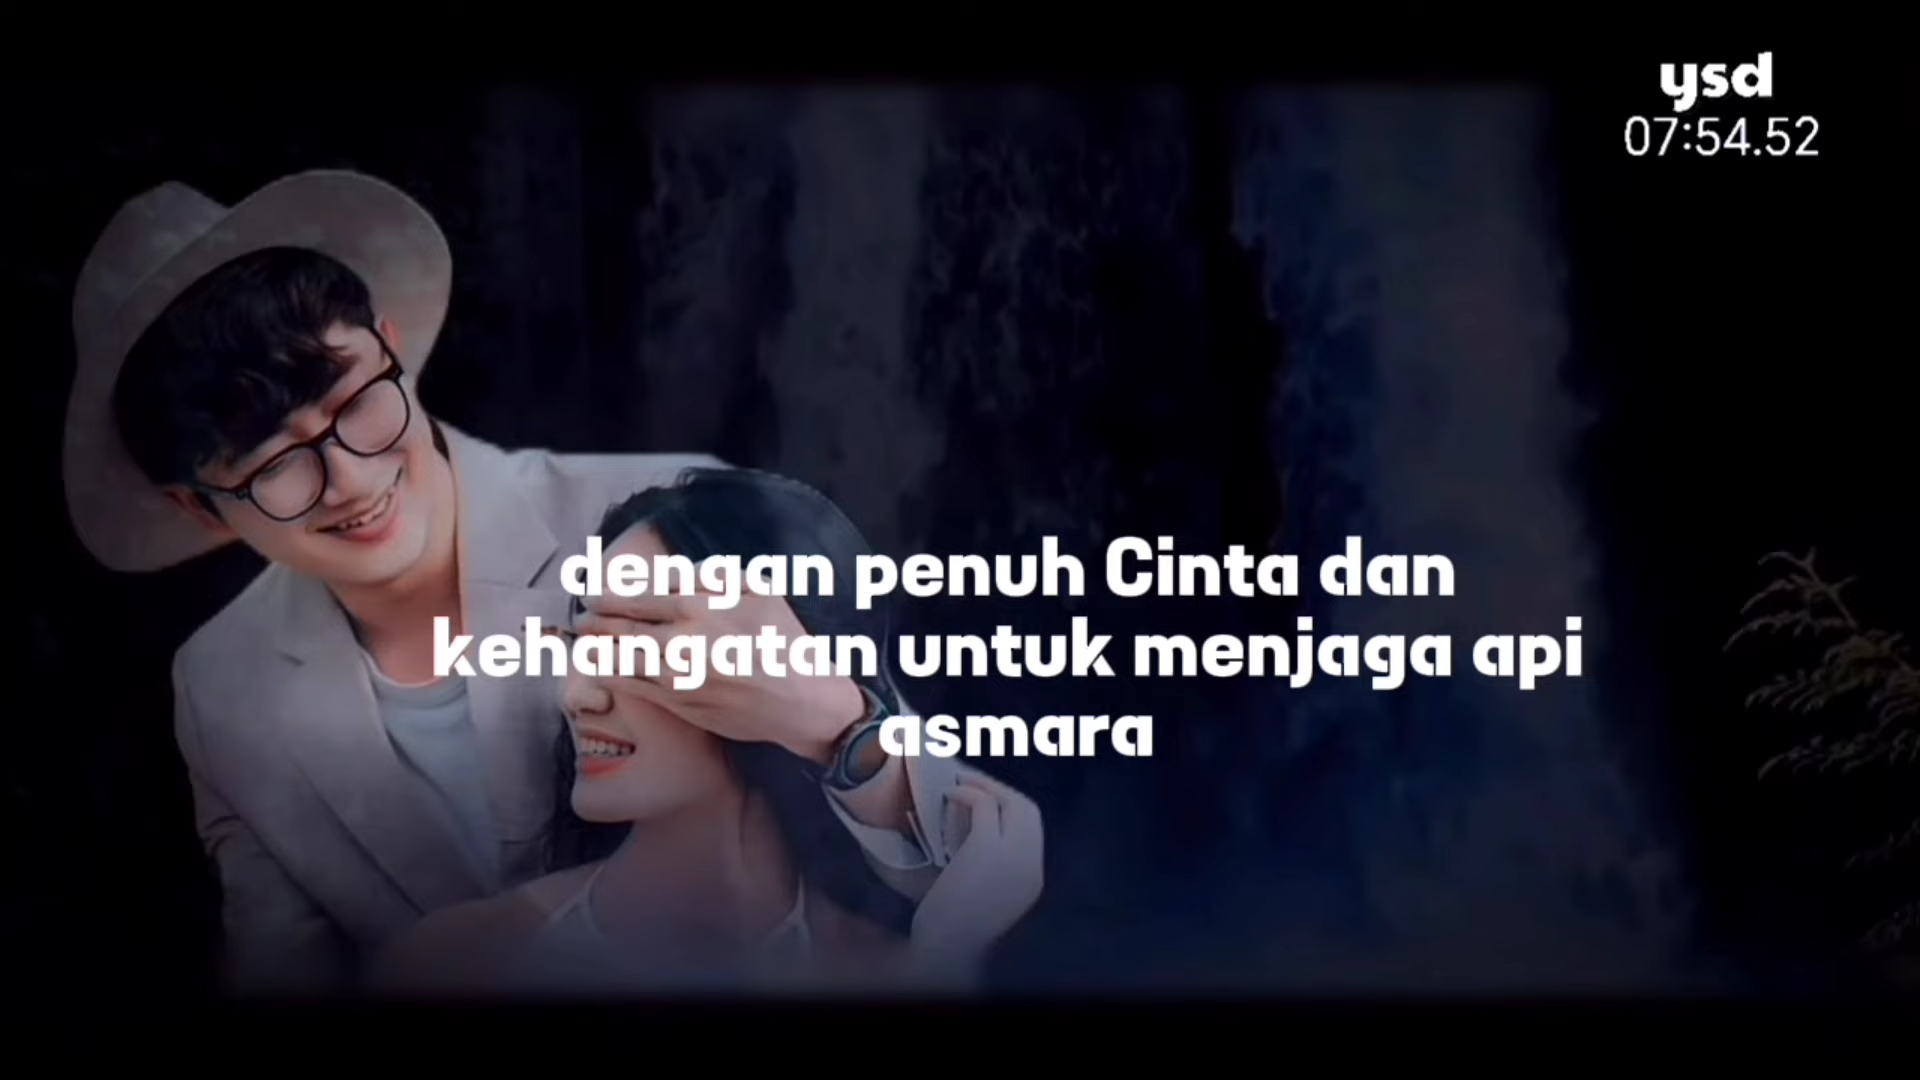 ysd
07:54.52
dengan penuh Cinta dan
kehangatan untuk menjaga api
asmara